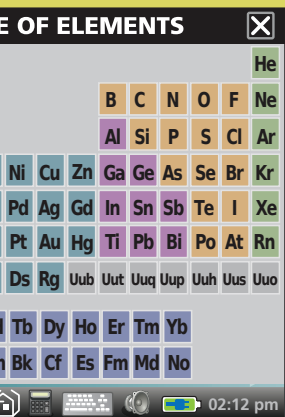 E OF ELEMENTS
He
B C N O F Ne
Al Si P S Cl Ar
Ni Cu Zn Ga Ge As Se Br Kr
Pd Ag Gd In Sn Sb Te I Xe
Pt Au Hg Ti Pb Bi Po At Rn
Ds Rg Uub Uut Uuq Uup Uuh Uus Uuo
Tb Dy Ho Er Tm Yb
Bk Cf Es Fm Md No
02:12 pm